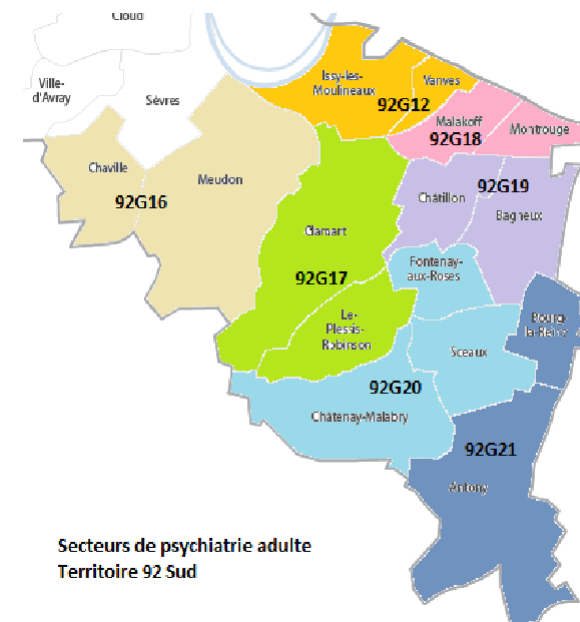 Cloud
Ville-
d'Avray
Sèvres
Issy-les-
Moulineaux
Vanves
92G12
Malakoff
Montrouge
92G18
Chaville
Meudon
92G16
92G19
Châtillon
Bagneux
Clamart
92G17
Fontenay-
aux-Roses
Le-
Plessis-
Robinson
Bourg-
la-Reine
Sceaux
92G20
Châtenay-Malabry
92G21
Antony
Secteurs de psychiatrie adulte
Territoire 92 Sud